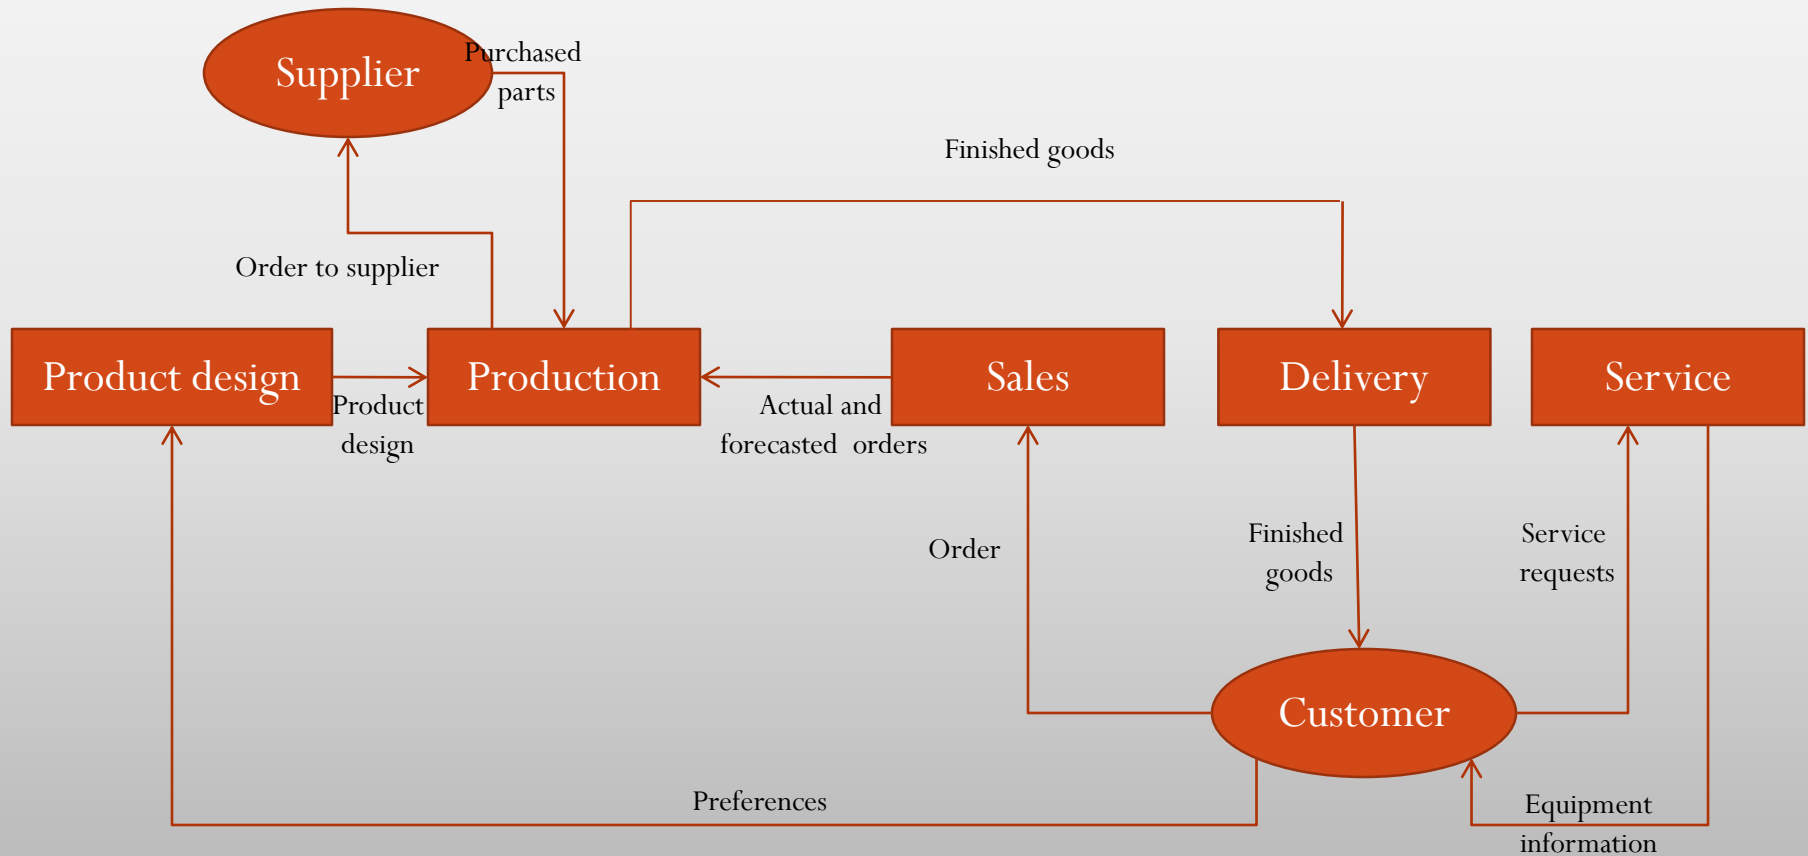 Supplier
Purchased
parts
Finished goods
Order to supplier
Product design
Production
Sales
Delivery
Service
Product
design
Actual and
forecasted  orders
Order
Finished
goods
Service
requests
Customer
Preferences
Equipment
information